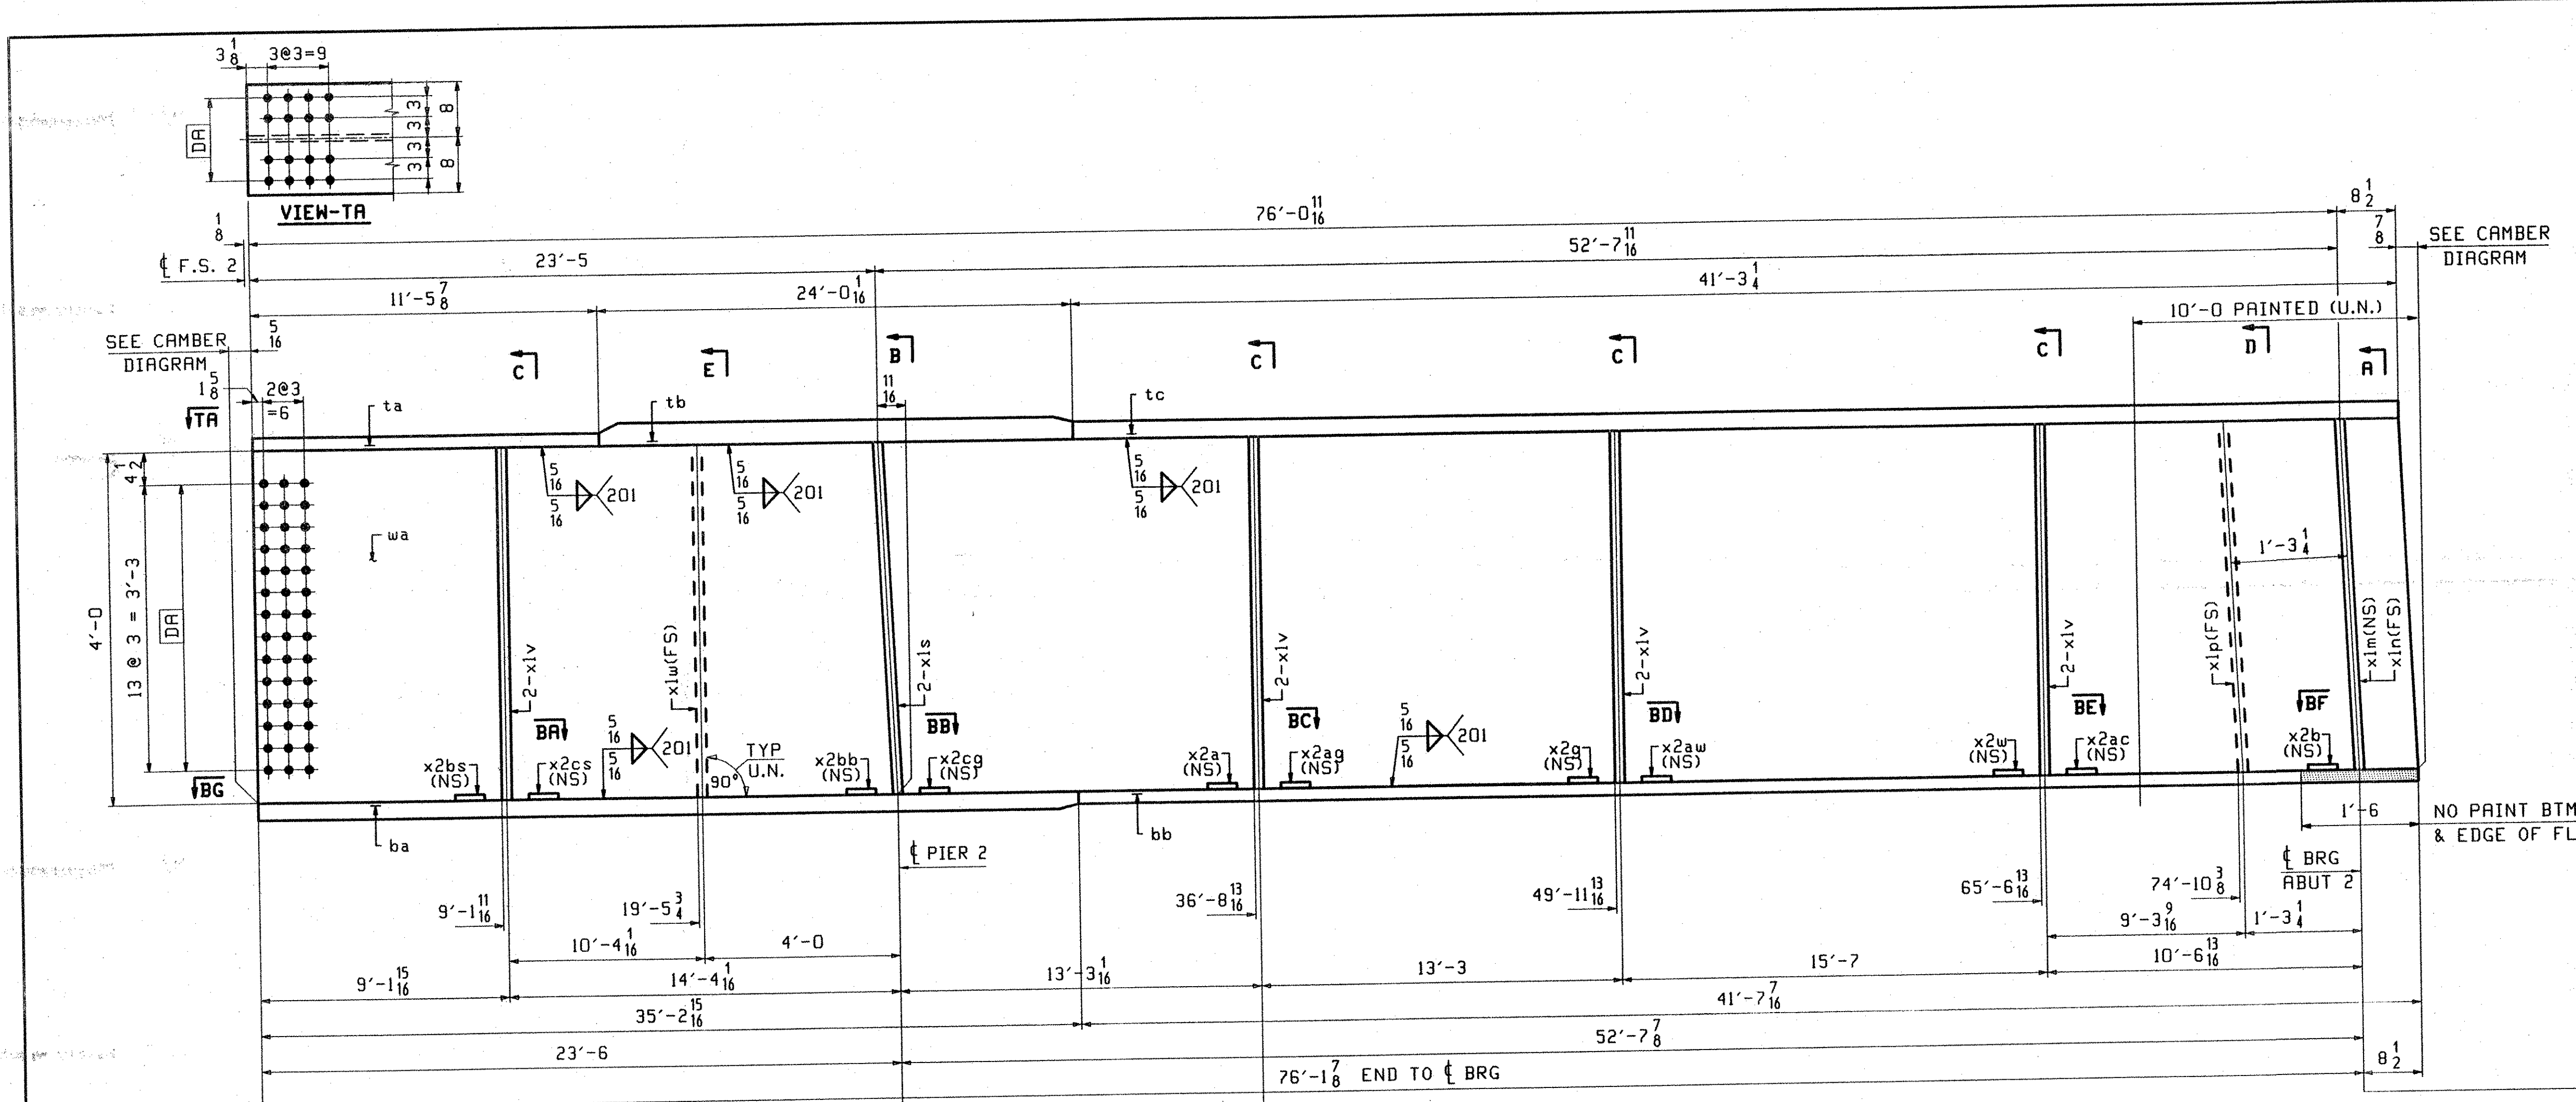 3 1/8
3@3=9
DA
3
3
3
3
8
8
VIEW-TA
1/8
76'-0 11/16
8 1/2
7/8
SEE CAMBER
DIAGRAM
℄ F.S. 2
23'-5
52'-7 11/16
11'-5 7/8
24'-0 1/16
41'-3 1/4
10'-0 PAINTED (U.N.)
SEE CAMBER
DIAGRAM
5/16
1 5/8
2@3
=6
TA
C
E
B
11/16
C
C
C
D
A
ta
tb
tc
4 1/2
5/16
5/16
201
5/16
5/16
201
5/16
5/16
201
wa
4'-0
13 @ 3 = 3'-3
DA
1'-3 1/4
2-x1v
x1w(FS)
2-x1s
2-x1v
2-x1v
2-x1v
x1p(FS)
x1m(NS)
x1n(FS)
BA
BB
BC
BD
BE
BF
BG
5/16
5/16
201
TYP
U.N.
90°
5/16
5/16
201
x2bs
(NS)
x2cs
(NS)
x2bb
(NS)
x2cg
(NS)
x2a
(NS)
x2ag
(NS)
x2g
(NS)
x2aw
(NS)
x2w
(NS)
x2ac
(NS)
x2b
(NS)
ba
bb
1'-6
NO PAINT BTM
& EDGE OF FL
℄ PIER 2
℄ BRG
ABUT 2
9'-1 11/16
19'-5 3/4
36'-8 13/16
49'-11 13/16
65'-6 13/16
74'-10 3/8
10'-4 1/16
4'-0
9'-3 9/16
1'-3 1/4
9'-1 15/16
14'-4 1/16
13'-3 1/16
13'-3
15'-7
10'-6 13/16
35'-2 15/16
41'-7 7/16
23'-6
52'-7 7/8
76'-1 7/8 END TO ℄ BRG
8 1/2